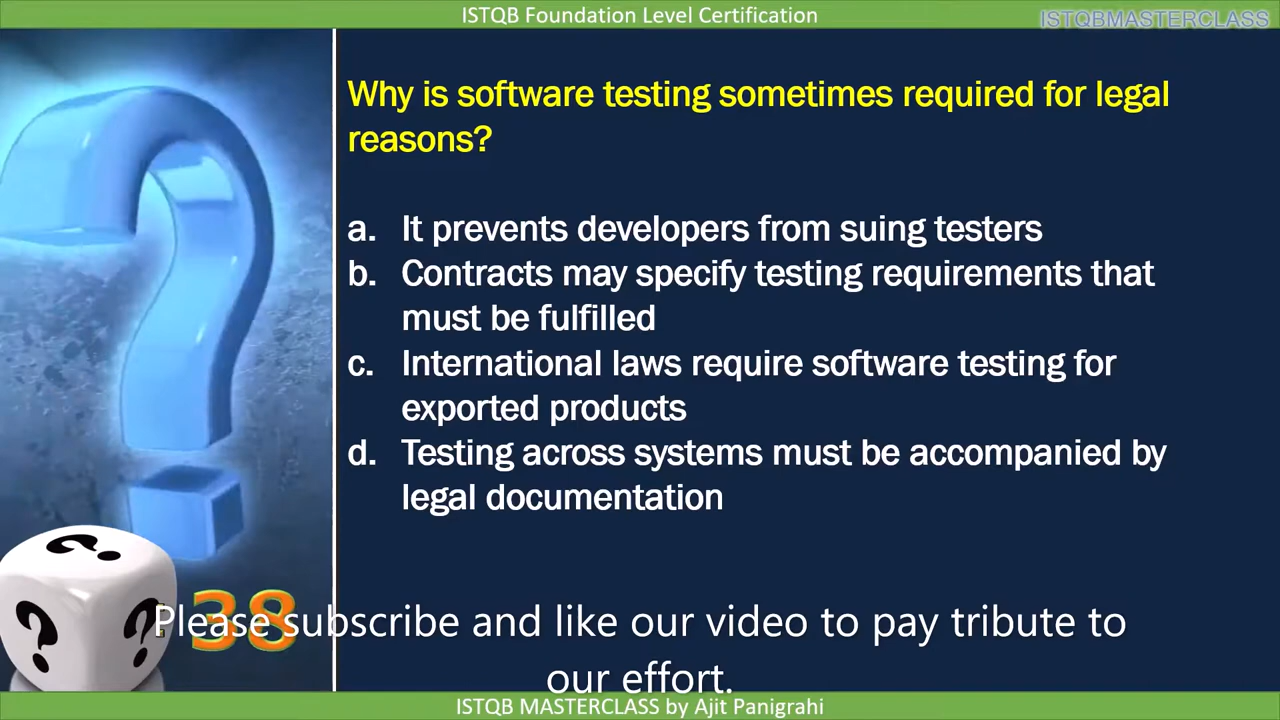 ISTQB Foundation Level Certification
ISTQBMASTERCLASS
Why is software testing sometimes required for legal
reasons?
a. It prevents developers from suing testers
b. Contracts may specify testing requirements that
must be fulfilled
c. International laws require software testing for
exported products
d. Testing across systems must be accompanied by
legal documentation
38
Please subscribe and like our video to pay tribute to
our effort.
ISTQB MASTERCLASS by Ajit Panigrahi